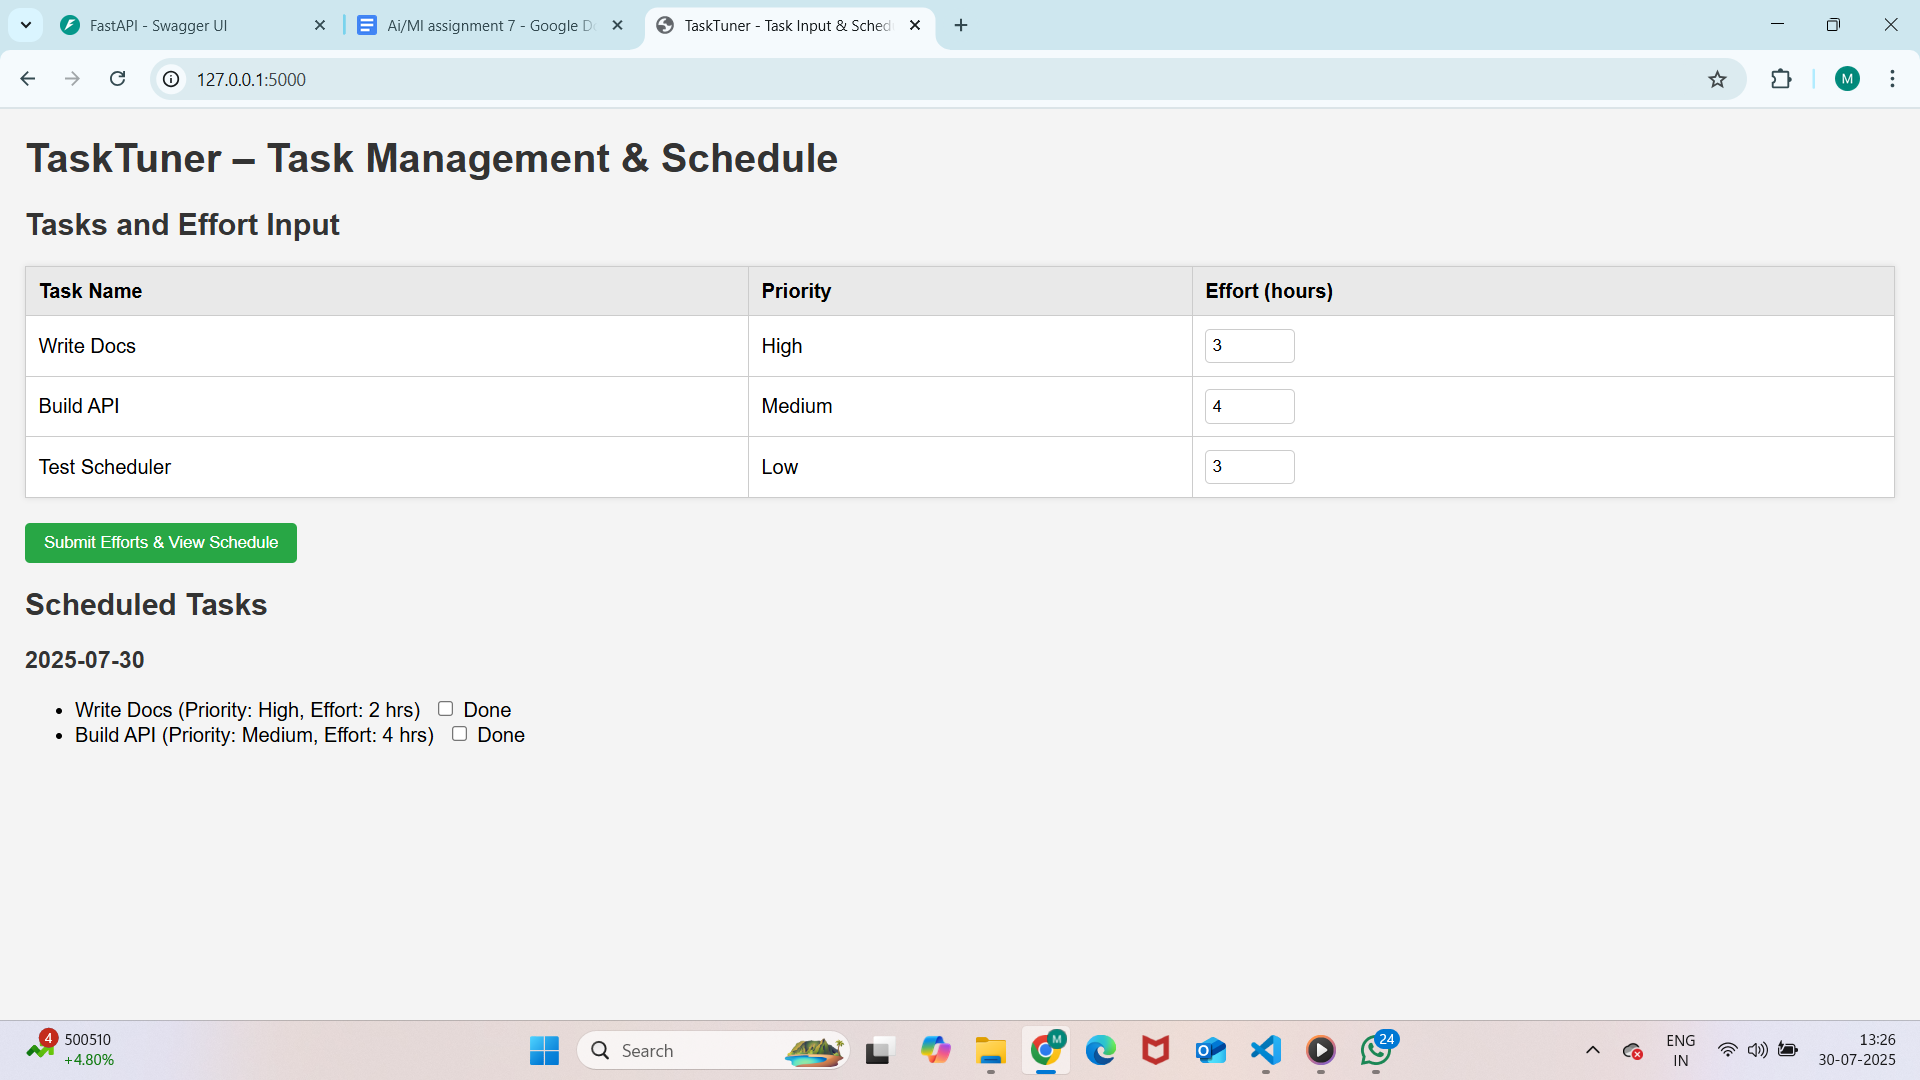 FastAPI - Swagger UI
Ai/Ml assignment 7 - Google D
TaskTuner - Task Input & Sched
127.0.0.1:5000
M
TaskTuner – Task Management & Schedule
Tasks and Effort Input
Task Name Priority Effort (hours)
Write Docs High 3
Build API Medium 4
Test Scheduler Low 3
Submit Efforts & View Schedule
Scheduled Tasks
2025-07-30
Write Docs (Priority: High, Effort: 2 hrs) Done
Build API (Priority: Medium, Effort: 4 hrs) Done
4
500510
+4.80%
Search
M
24
ENG
IN
13:26
30-07-2025